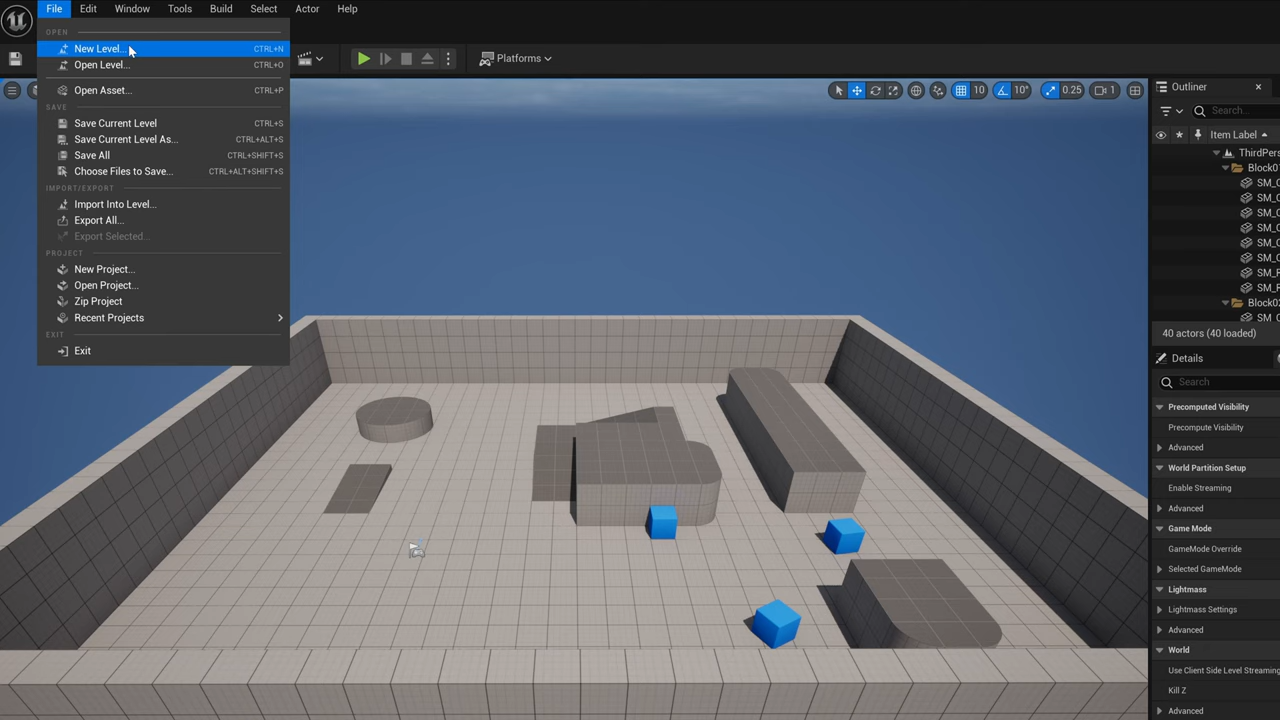 File Edit Window Tools Build Select Actor Help
OPEN
New Level... CTRL+N
Open Level... CTRL+O
Open Asset... CTRL+P
SAVE
Save Current Level CTRL+S
Save Current Level As... CTRL+ALT+S
Save All CTRL+SHIFT+S
Choose Files to Save... CTRL+ALT+SHIFT+S
IMPORT/EXPORT
Import Into Level...
Export All...
Export Selected...
PROJECT
New Project...
Open Project...
Zip Project
Recent Projects
EXIT
Exit
Platforms
10 10° 0.25 1
Outliner
Search...
Item Label
ThirdPers
Block0
SM_C
SM_C
SM_C
SM_C
SM_C
SM_C
SM_R
SM_R
Block02
SM_C
40 actors (40 loaded)
Details
Search
Precomputed Visibility
Precompute Visibility
Advanced
World Partition Setup
Enable Streaming
Advanced
Game Mode
GameMode Override
Selected GameMode
Lightmass
Lightmass Settings
Advanced
World
Use Client Side Level Streaming
Kill Z
Advanced